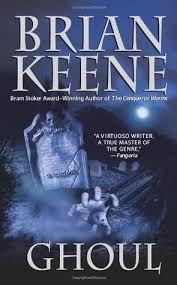 BRIAN
KEENE
Bram Stoker Award–Winning Author of The Conqueror Worms
"A VIRTUOSO WRITER,
A TRUE MASTER
OF THE GENRE."
—Fangoria
GHOUL